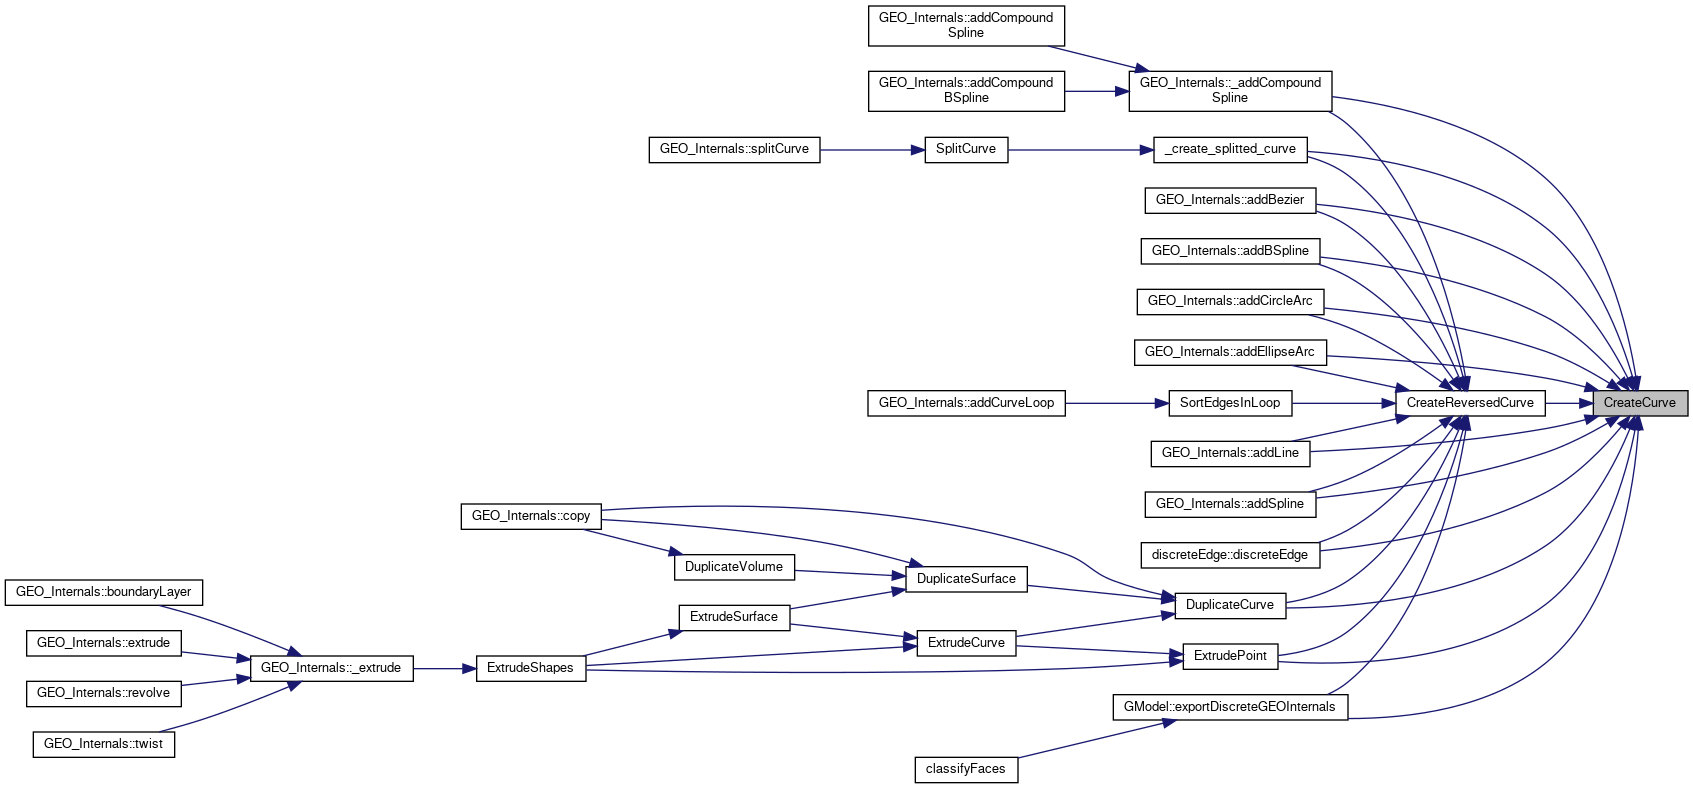 GEO_Internals::addCompound
Spline
GEO_Internals::addCompound
BSpline
GEO_Internals::_addCompound
Spline
GEO_Internals::splitCurve
SplitCurve
_create_splitted_curve
GEO_Internals::addBezier
GEO_Internals::addBSpline
GEO_Internals::addCircleArc
GEO_Internals::addEllipseArc
GEO_Internals::addCurveLoop
SortEdgesInLoop
CreateReversedCurve
CreateCurve
GEO_Internals::addLine
GEO_Internals::addSpline
GEO_Internals::copy
discreteEdge::discreteEdge
DuplicateVolume
DuplicateSurface
GEO_Internals::boundaryLayer
DuplicateCurve
ExtrudeSurface
GEO_Internals::extrude
ExtrudeCurve
ExtrudePoint
GEO_Internals::_extrude
ExtrudeShapes
GEO_Internals::revolve
GModel::exportDiscreteGEOInternals
GEO_Internals::twist
classifyFaces